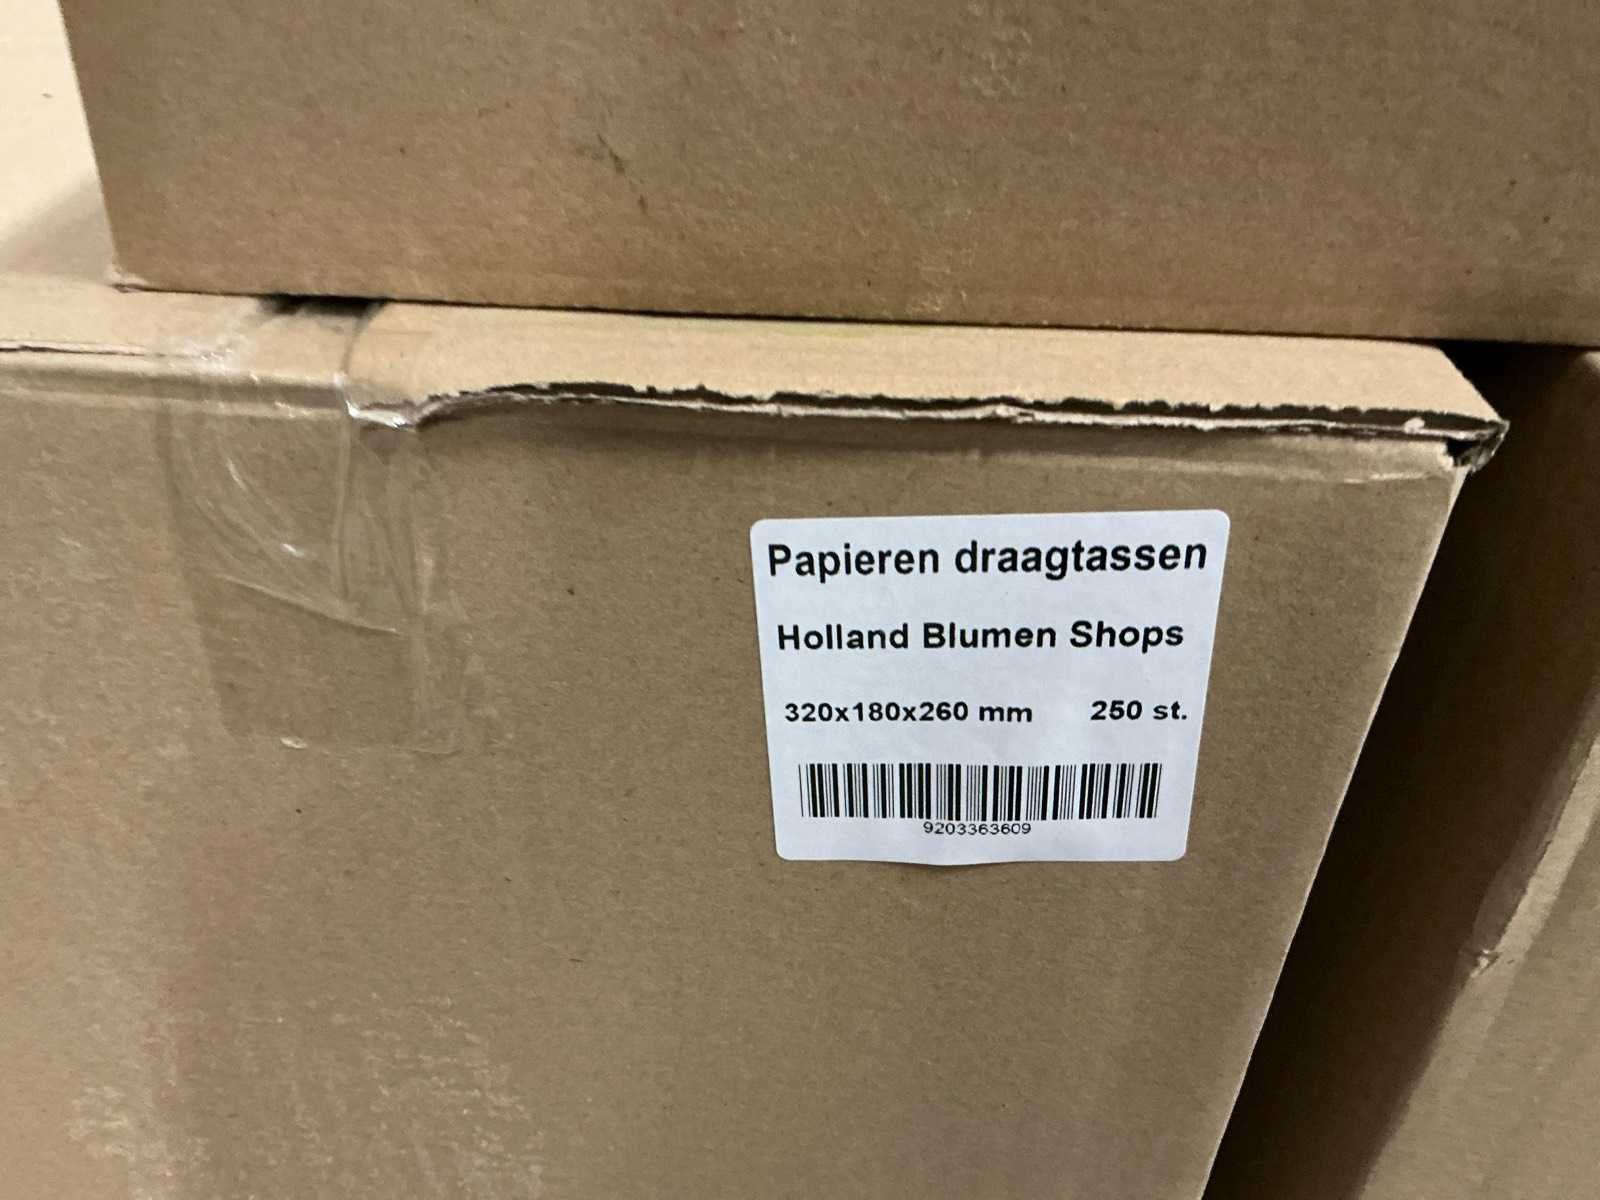 Papieren draagtassen
Holland Blumen Shops
320x180x260 mm 250 st.
9203363609